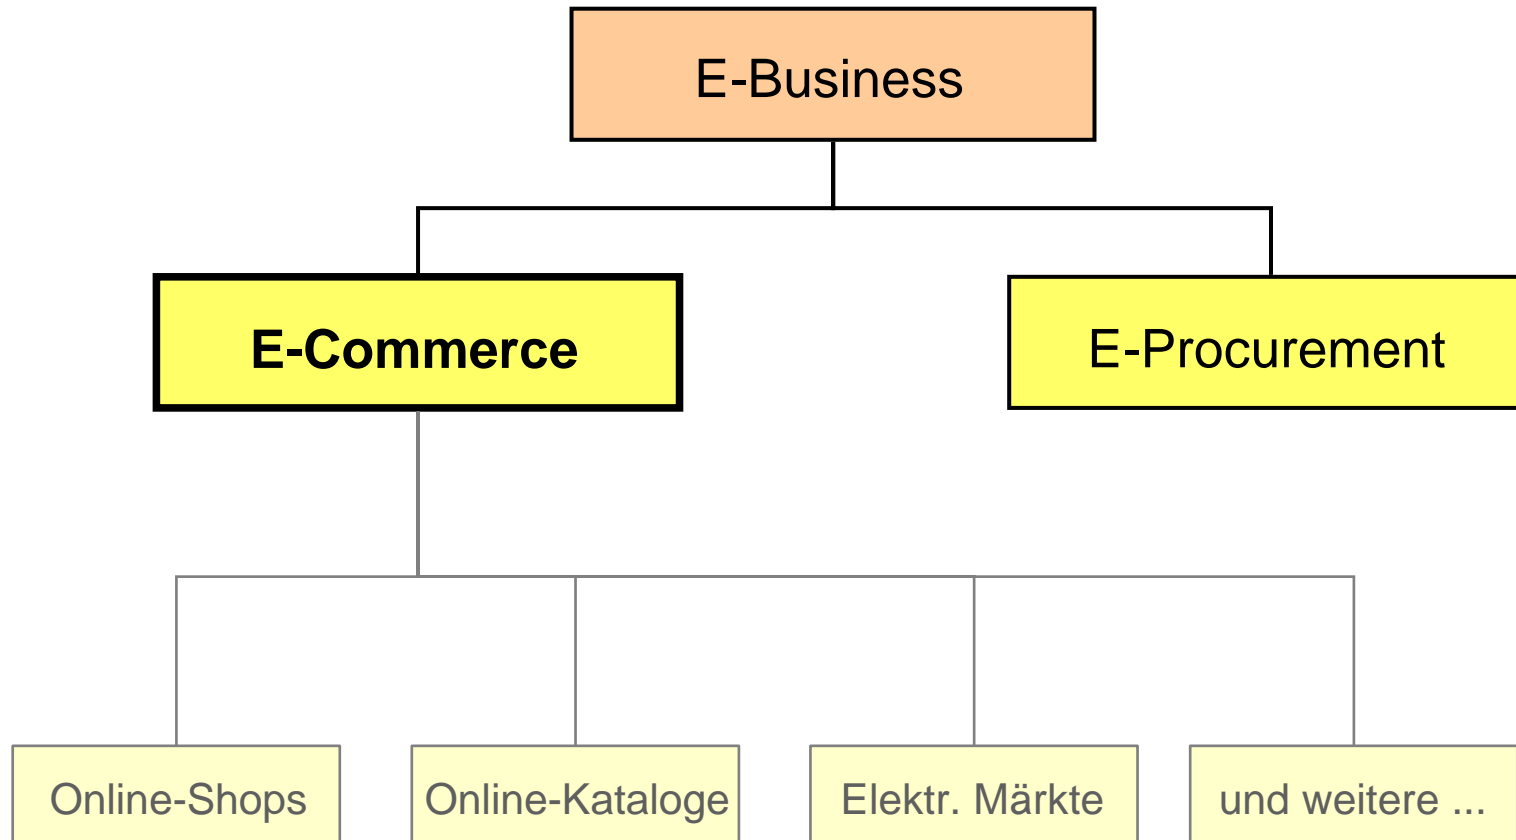 E-Business
E-Commerce
E-Procurement
Online-Shops
Online-Kataloge
Elektr. Märkte
und weitere ...